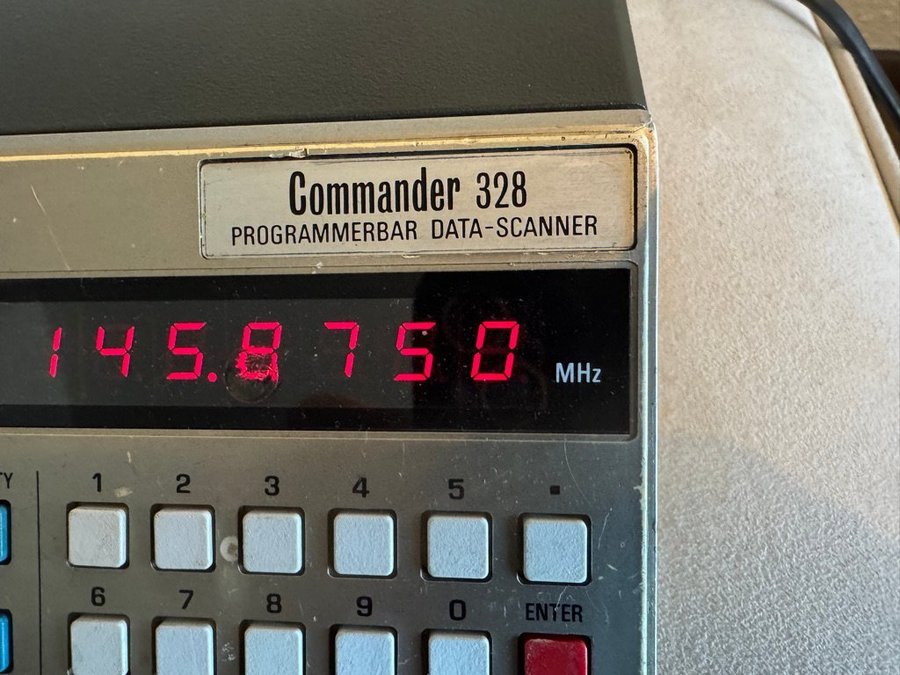 Commander 328
PROGRAMMERBAR DATA-SCANNER
145.8750 MHz
TY 1 2 3 4 5 .
6 7 8 9 0 ENTER